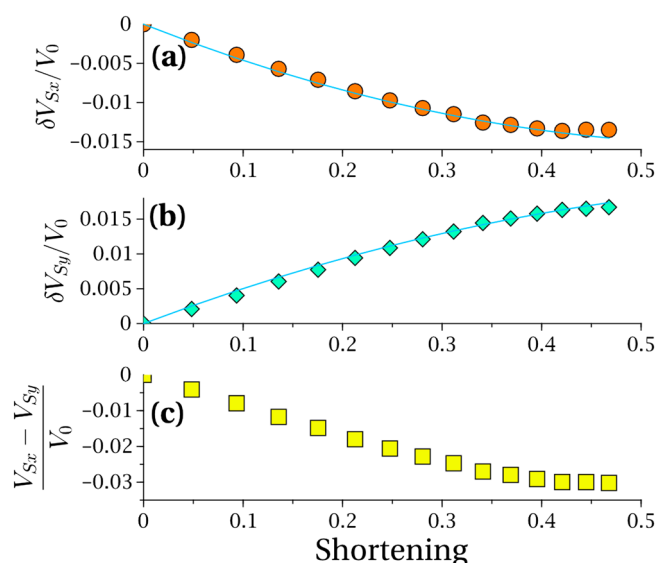 0
−0.005
−0.01
−0.015
δV_{Sx}/V_0
(a)
0 0.1 0.2 0.3 0.4 0.5
0.015
0.01
0.005
0
δV_{Sy}/V_0
(b)
0 0.1 0.2 0.3 0.4 0.5
0
−0.01
−0.02
−0.03
V_{Sx} − V_{Sy}
V_0
(c)
0 0.1 0.2 0.3 0.4 0.5
Shortening